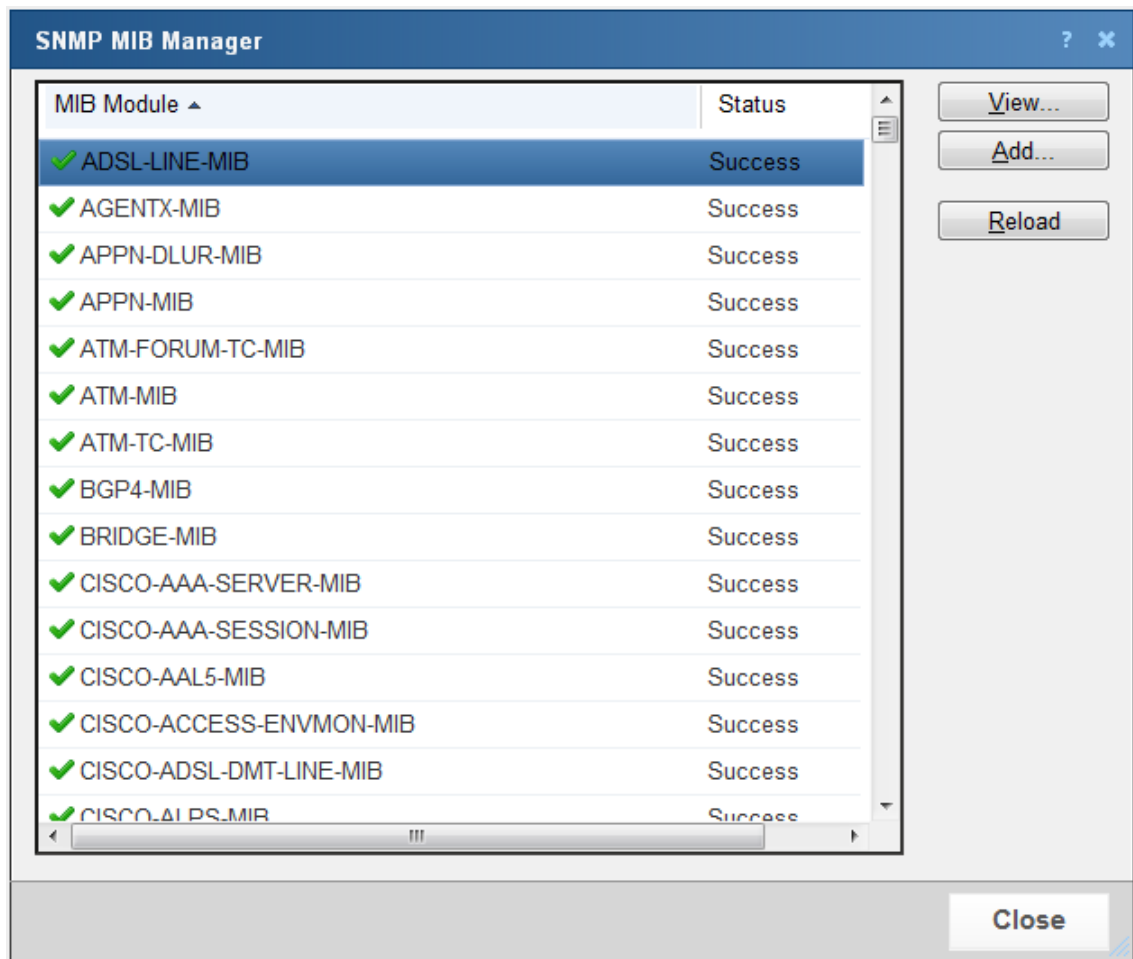 SNMP MIB Manager ?
MIB Module Status
View...
Add...
Reload
ADSL-LINE-MIB Success
AGENTX-MIB Success
APPN-DLUR-MIB Success
APPN-MIB Success
ATM-FORUM-TC-MIB Success
ATM-MIB Success
ATM-TC-MIB Success
BGP4-MIB Success
BRIDGE-MIB Success
CISCO-AAA-SERVER-MIB Success
CISCO-AAA-SESSION-MIB Success
CISCO-AAL5-MIB Success
CISCO-ACCESS-ENVMON-MIB Success
CISCO-ADSL-DMT-LINE-MIB Success
CISCO-ALPS-MIB Success
Close